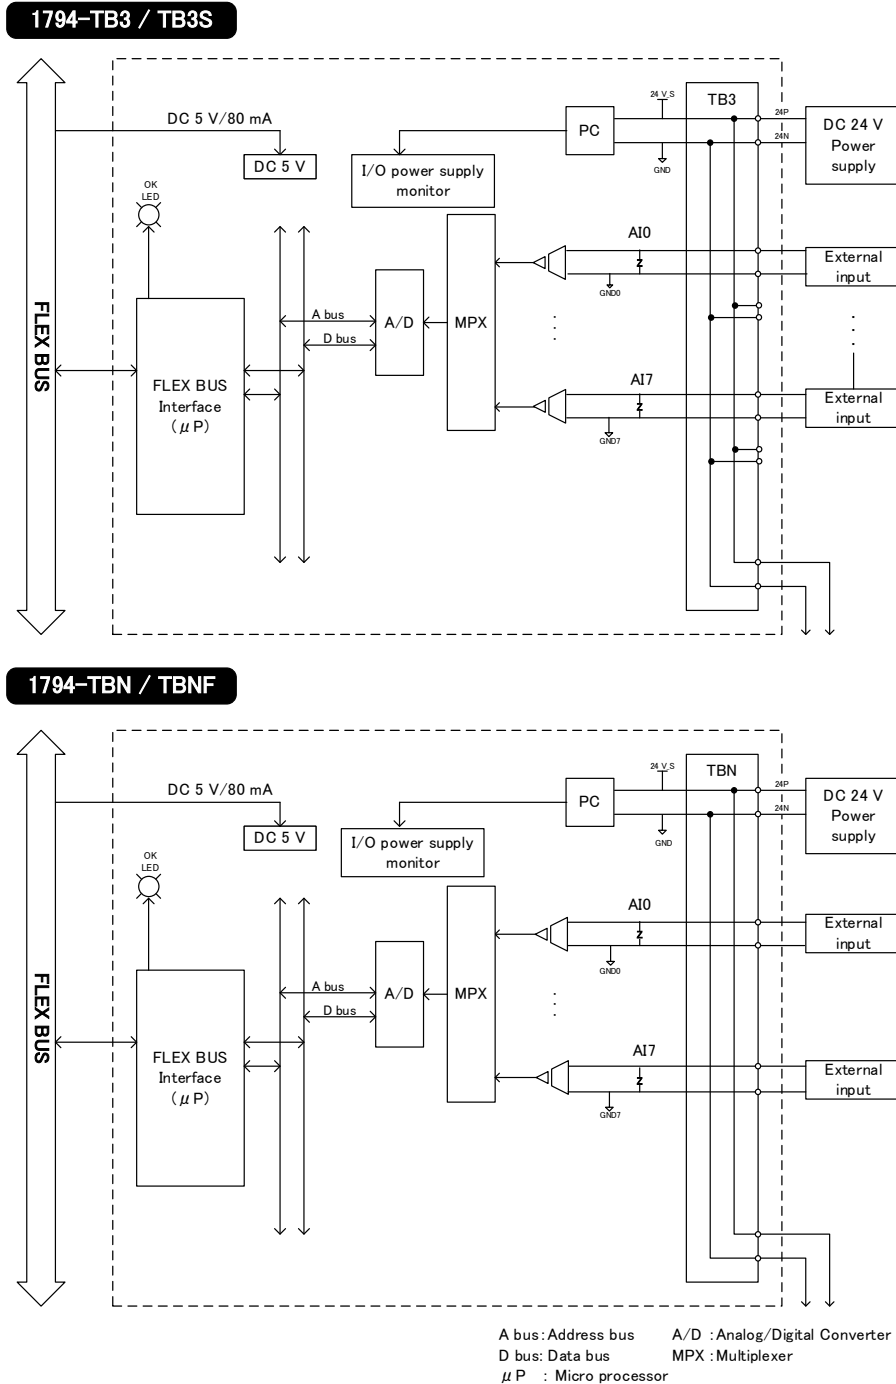 1794-TB3 / TB3S
DC 5 V/80 mA
DC 5 V
OK
LED
FLEX BUS
FLEX BUS
Interface
(μP)
A bus
D bus
I/O power supply
monitor
A/D
MPX
PC
24 V_S
GND
TB3
24P
24N
DC 24 V
Power
supply
AI0
Z
GND0
External
input
AI7
Z
GND7
External
input
1794-TBN / TBNF
DC 5 V/80 mA
DC 5 V
OK
LED
FLEX BUS
FLEX BUS
Interface
(μP)
A bus
D bus
I/O power supply
monitor
A/D
MPX
PC
24 V_S
GND
TBN
24P
24N
DC 24 V
Power
supply
AI0
Z
GND0
External
input
AI7
Z
GND7
External
input
A bus: Address bus A/D : Analog/Digital Converter
D bus: Data bus MPX : Multiplexer
μP : Micro processor